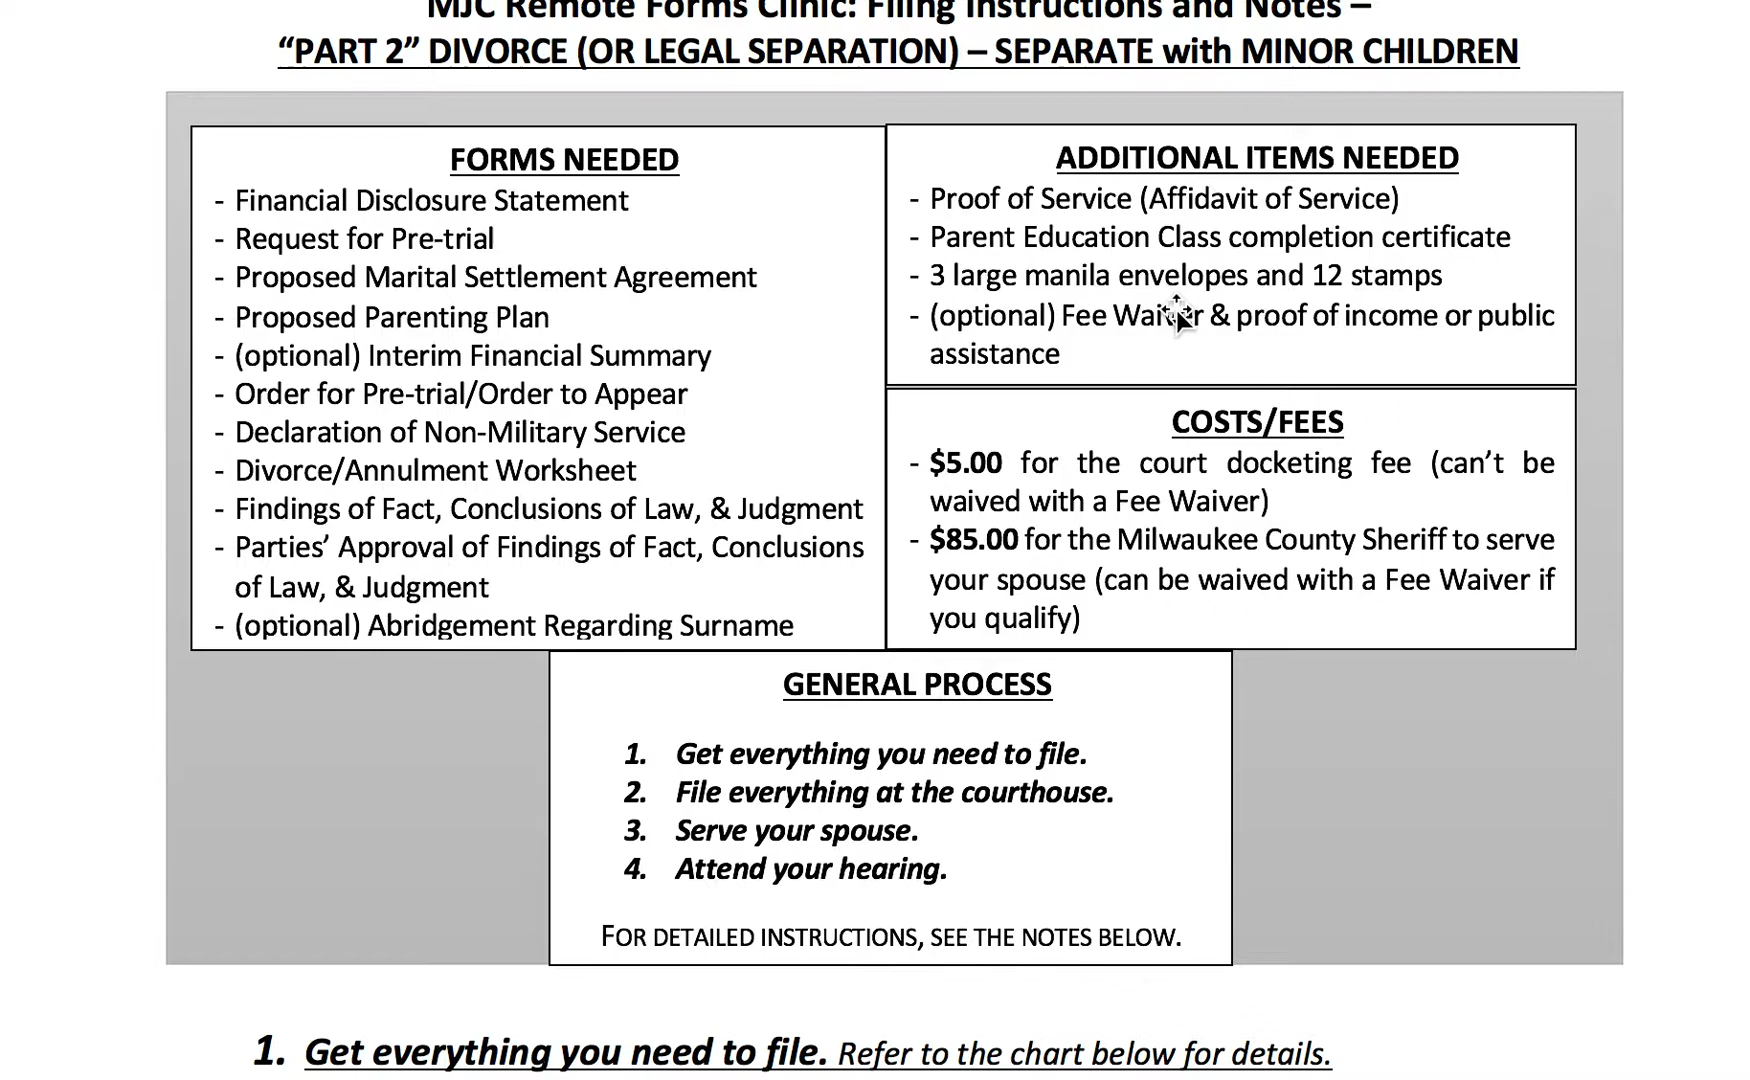 MJC Remote Forms Clinic: Filing Instructions and Notes –
“PART 2” DIVORCE (OR LEGAL SEPARATION) – SEPARATE with MINOR CHILDREN
FORMS NEEDED
- Financial Disclosure Statement
- Request for Pre-trial
- Proposed Marital Settlement Agreement
- Proposed Parenting Plan
- (optional) Interim Financial Summary
- Order for Pre-trial/Order to Appear
- Declaration of Non-Military Service
- Divorce/Annulment Worksheet
- Findings of Fact, Conclusions of Law, & Judgment
- Parties’ Approval of Findings of Fact, Conclusions
of Law, & Judgment
- (optional) Abridgement Regarding Surname
ADDITIONAL ITEMS NEEDED
- Proof of Service (Affidavit of Service)
- Parent Education Class completion certificate
- 3 large manila envelopes and 12 stamps
- (optional) Fee Waiver & proof of income or public
assistance
COSTS/FEES
- $5.00 for the court docketing fee (can’t be
waived with a Fee Waiver)
- $85.00 for the Milwaukee County Sheriff to serve
your spouse (can be waived with a Fee Waiver if
you qualify)
GENERAL PROCESS
1. Get everything you need to file.
2. File everything at the courthouse.
3. Serve your spouse.
4. Attend your hearing.
FOR DETAILED INSTRUCTIONS, SEE THE NOTES BELOW.
1. Get everything you need to file. Refer to the chart below for details.